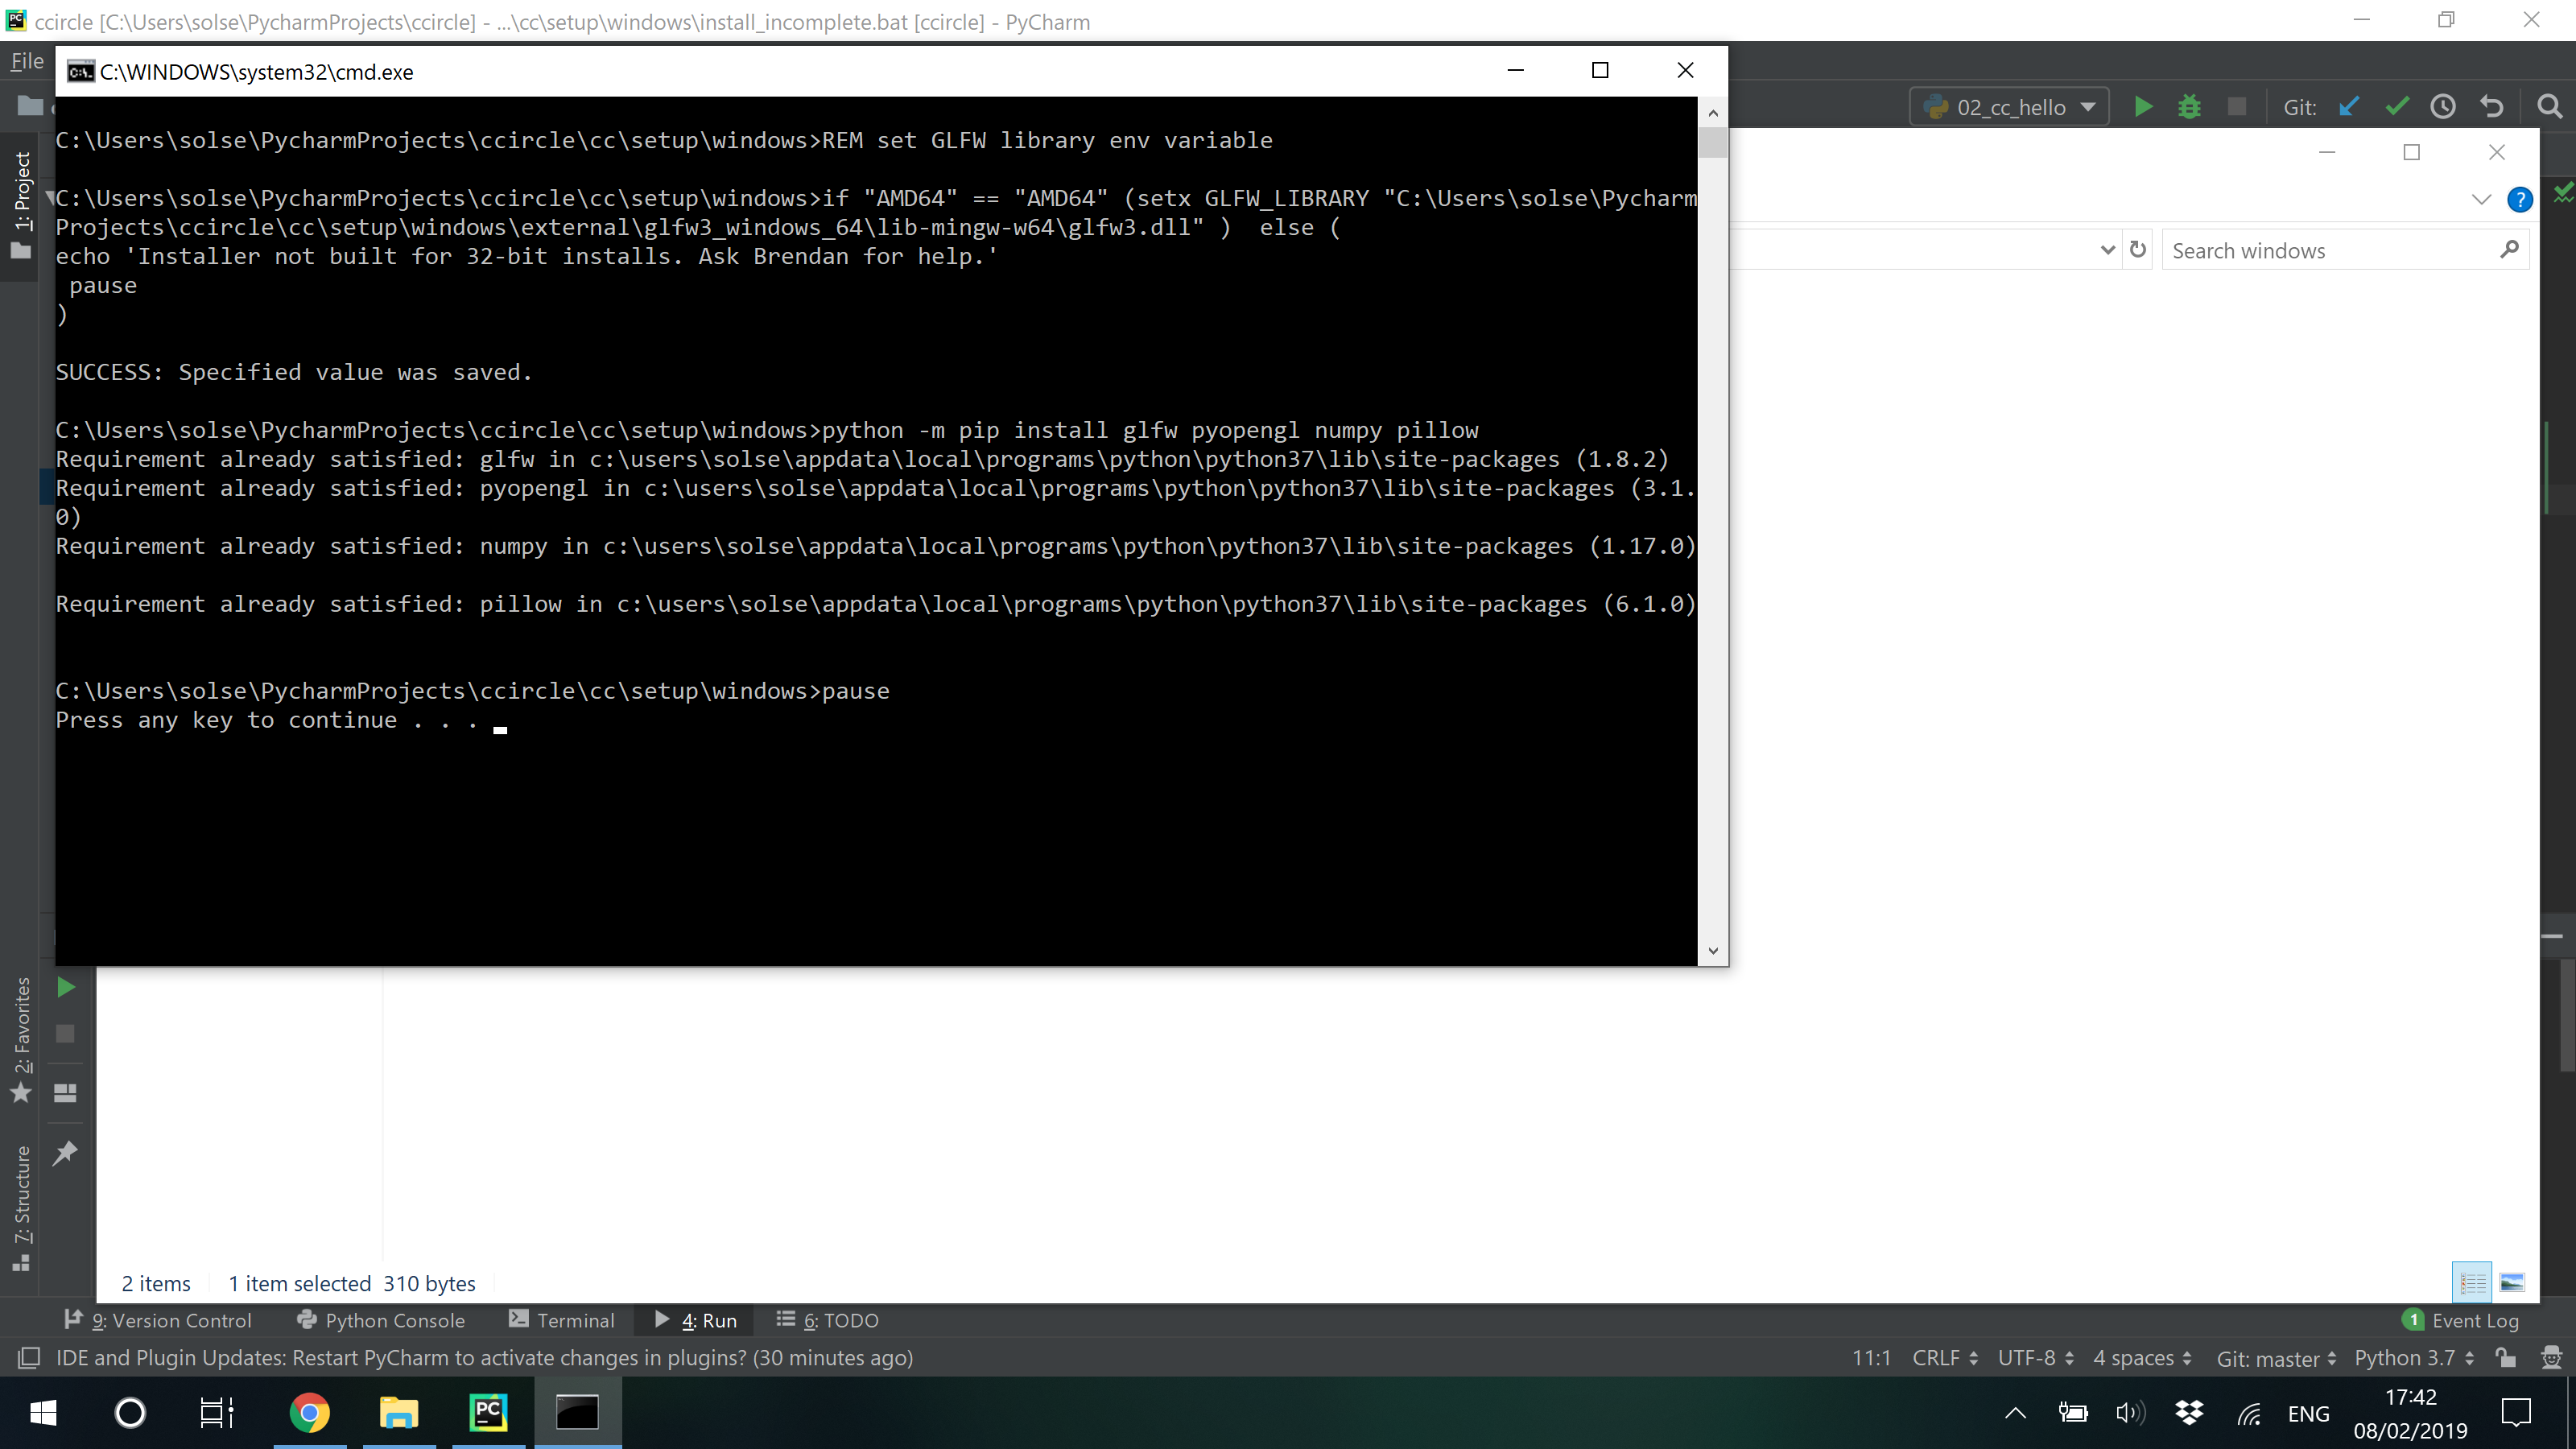 ccircle [C:\Users\solse\PycharmProjects\ccircle] - ...\cc\setup\windows\install_incomplete.bat [ccircle] - PyCharm
File
C:\WINDOWS\system32\cmd.exe
02_cc_hello
Git:
C:\Users\solse\PycharmProjects\ccircle\cc\setup\windows>REM set GLFW library env variable
C:\Users\solse\PycharmProjects\ccircle\cc\setup\windows>if "AMD64" == "AMD64" (setx GLFW_LIBRARY "C:\Users\solse\Pycharm
Projects\ccircle\cc\setup\windows\external\glfw3_windows_64\lib-mingw-w64\glfw3.dll" )  else (
echo 'Installer not built for 32-bit installs. Ask Brendan for help.'
 pause
)
SUCCESS: Specified value was saved.
C:\Users\solse\PycharmProjects\ccircle\cc\setup\windows>python -m pip install glfw pyopengl numpy pillow
Requirement already satisfied: glfw in c:\users\solse\appdata\local\programs\python\python37\lib\site-packages (1.8.2)
Requirement already satisfied: pyopengl in c:\users\solse\appdata\local\programs\python\python37\lib\site-packages (3.1.
0)
Requirement already satisfied: numpy in c:\users\solse\appdata\local\programs\python\python37\lib\site-packages (1.17.0)
Requirement already satisfied: pillow in c:\users\solse\appdata\local\programs\python\python37\lib\site-packages (6.1.0)
C:\Users\solse\PycharmProjects\ccircle\cc\setup\windows>pause
Press any key to continue . . .
Search windows
1: Project
2: Favorites
7: Structure
2 items
1 item selected 310 bytes
9: Version Control
Python Console
Terminal
4: Run
6: TODO
1 Event Log
IDE and Plugin Updates: Restart PyCharm to activate changes in plugins? (30 minutes ago)
11:1
CRLF
UTF-8
4 spaces
Git: master
Python 3.7
ENG
17:42
08/02/2019